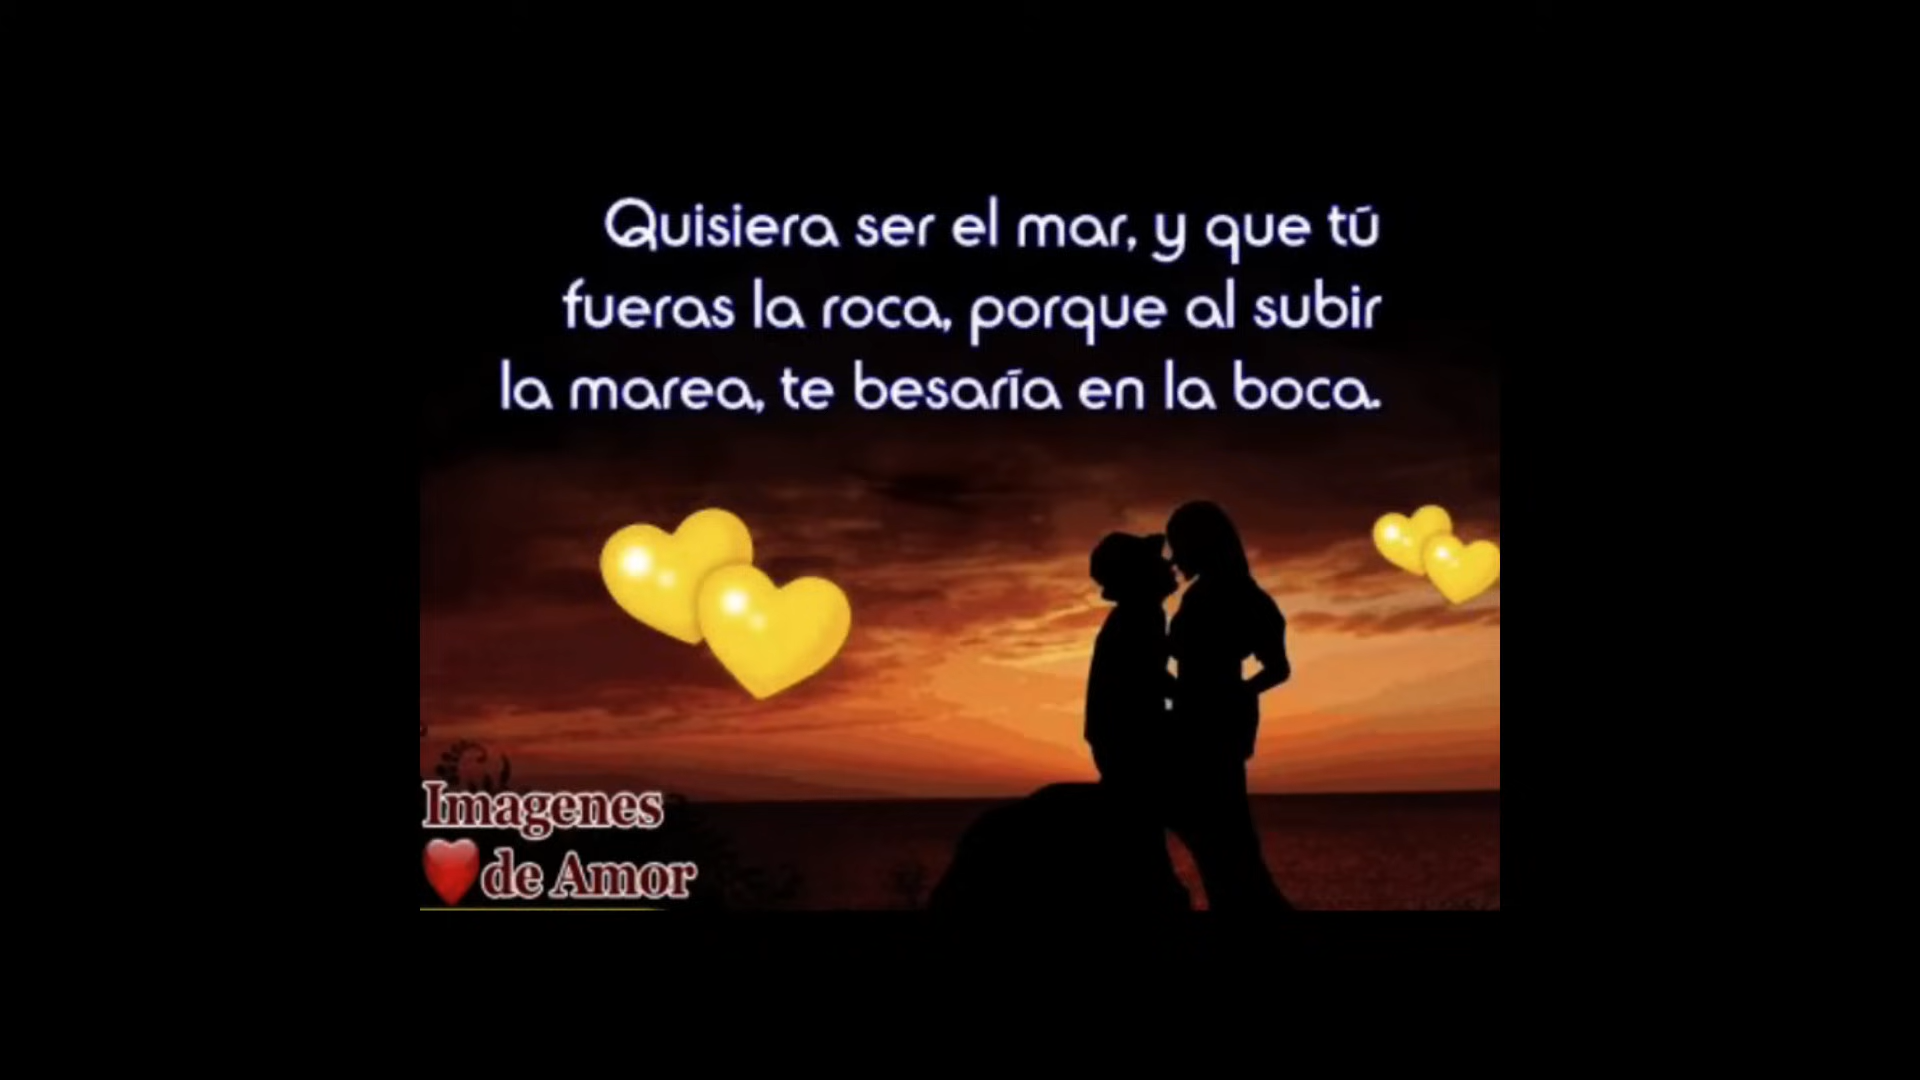 Quisiera ser el mar, y que tú
fueras la roca, porque al subir
la marea, te besaría en la boca.
Imagenes
de Amor